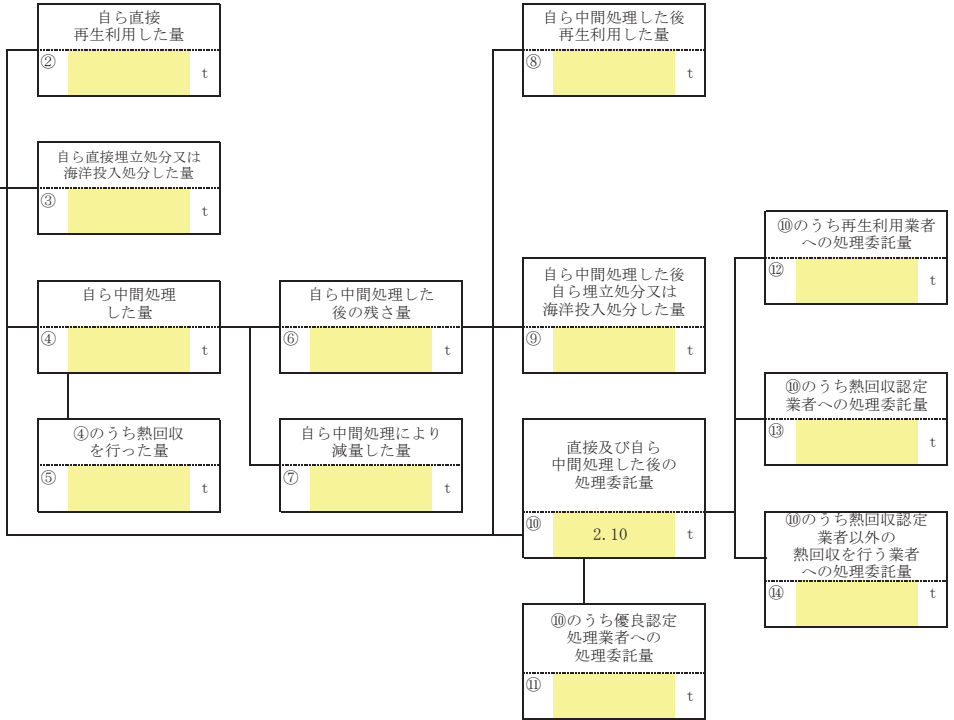 自ら直接
再生利用した量
②
t
自ら直接埋立処分又は
海洋投入処分した量
③
t
自ら中間処理
した量
④
t
④のうち熱回収
を行った量
⑤
t
自ら中間処理した
後の残さ量
⑥
t
自ら中間処理により
減量した量
⑦
t
自ら中間処理した後
再生利用した量
⑧
t
自ら中間処理した後
自ら埋立処分又は
海洋投入処分した量
⑨
t
直接及び自ら
中間処理した後の
処理委託量
⑩ 2.10 t
⑩のうち優良認定
処理業者への
処理委託量
⑪
t
⑩のうち再生利用業者
への処理委託量
⑫
t
⑩のうち熱回収認定
業者への処理委託量
⑬
t
⑩のうち熱回収認定
業者以外の
熱回収を行う業者
への処理委託量
⑭
t